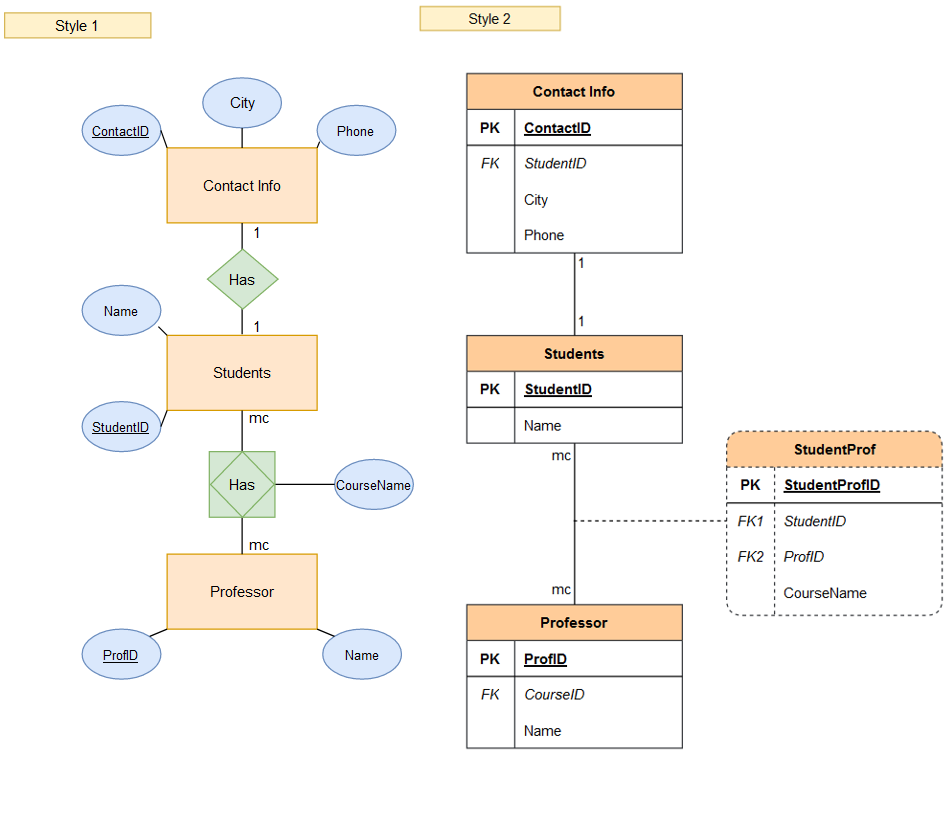 Style 1
City
ContactID
Phone
Contact Info
1
Has
1
Name
Students
StudentID
mc
Has
CourseName
mc
Professor
ProfID
Name
Style 2
Contact Info
PK ContactID
FK StudentID
City
Phone
1
1
Students
PK StudentID
Name
mc
mc
StudentProf
PK StudentProfID
FK1 StudentID
FK2 ProfID
CourseName
Professor
PK ProfID
FK CourseID
Name